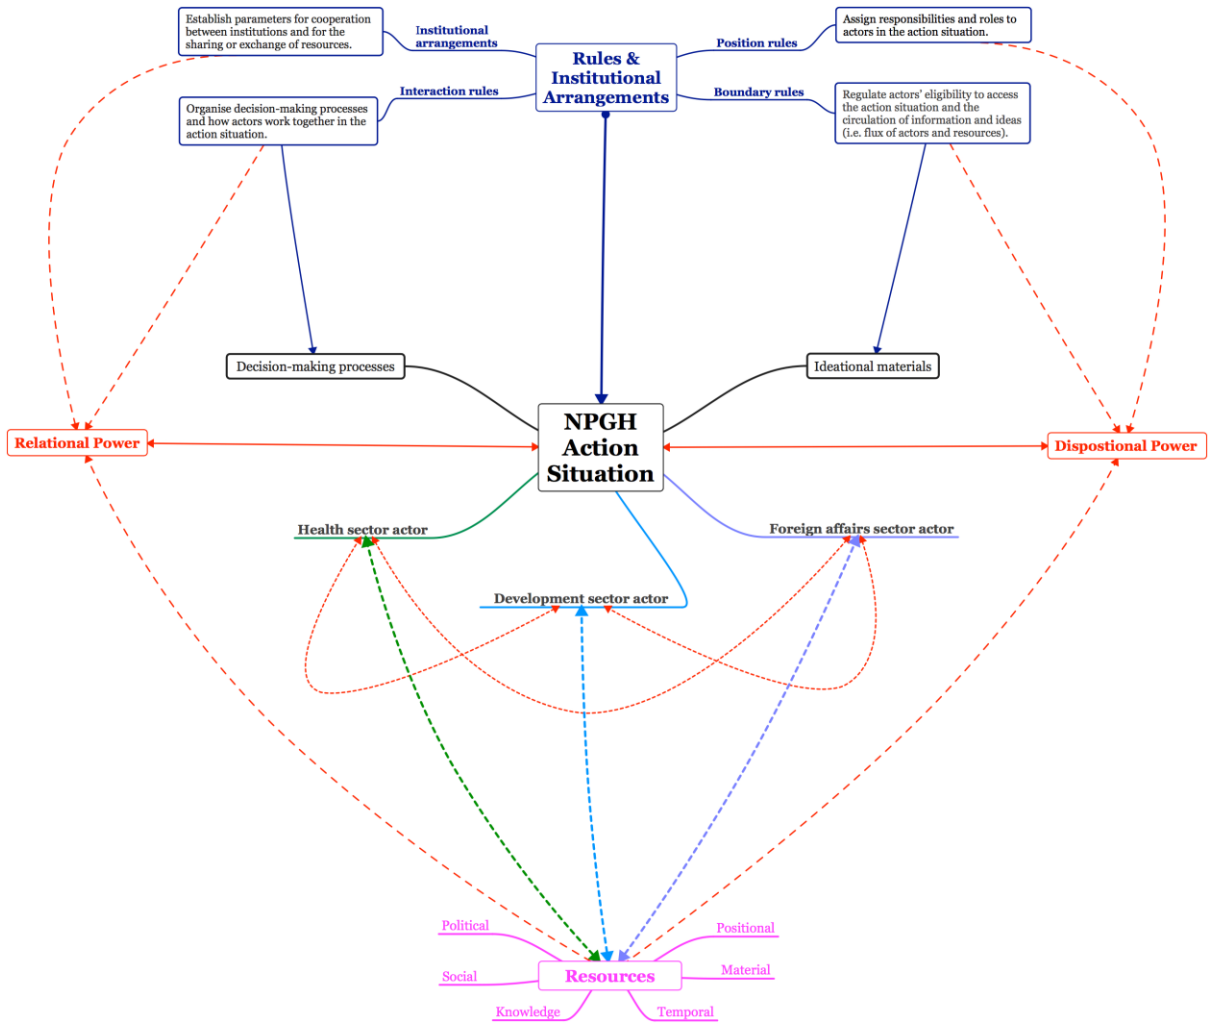 Establish parameters for cooperation
between institutions and for the
sharing or exchange of resources.
Institutional
arrangements
Rules &
Institutional
Arrangements
Position rules
Assign responsibilities and roles to
actors in the action situation.
Organise decision-making processes
and how actors work together in the
action situation.
Interaction rules
Boundary rules
Regulate actors' eligibility to access
the action situation and the
circulation of information and ideas
(i.e. flux of actors and resources).
Decision-making processes
Ideational materials
Relational Power
NPGH
Action
Situation
Dispostional Power
Health sector actor
Foreign affairs sector actor
Development sector actor
Political
Positional
Social
Resources
Material
Knowledge
Temporal